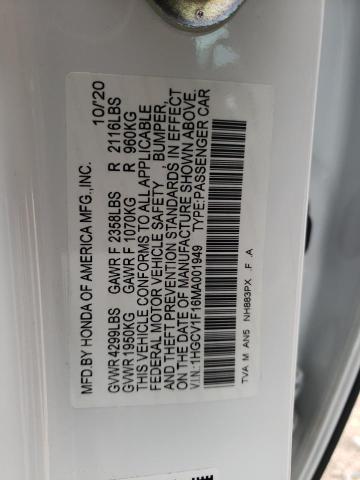 MFD.BY HONDA OF AMERICA MFG.,INC. 10/20
GVWR 4299LBS GAWR F 2358LBS R 2116LBS
GVWR 1950KG GAWR F 1070KG R 960KG
THIS VEHICLE CONFORMS TO ALL APPLICABLE
FEDERAL MOTOR VEHICLE SAFETY , BUMPER,
AND THEFT PREVENTION STANDARDS IN EFFECT
ON THE DATE OF MANUFACTURE SHOWN ABOVE.
V.I.N.:1HGCV1F16MA001949 TYPE:PASSENGER CAR
TVA M AN5 NH883PX .F .A